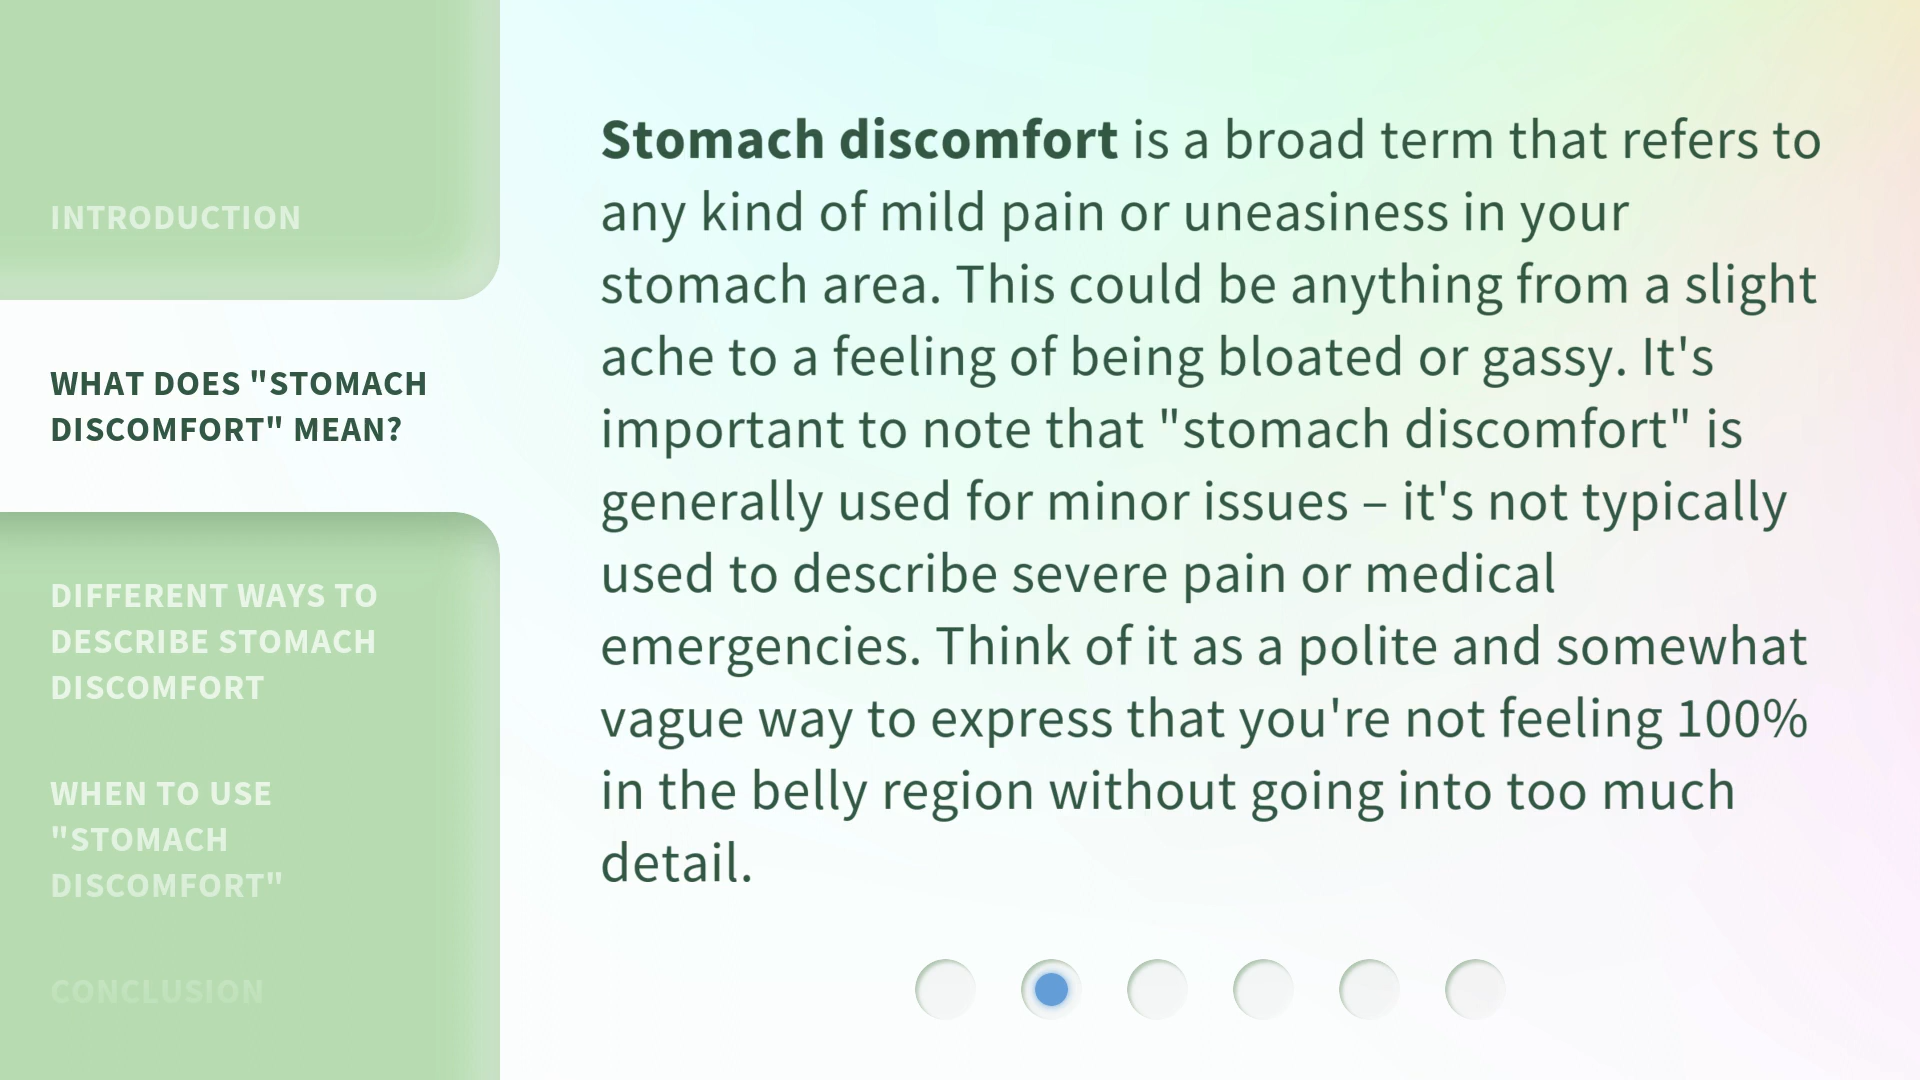 INTRODUCTION
WHAT DOES "STOMACH
DISCOMFORT" MEAN?
DIFFERENT WAYS TO
DESCRIBE STOMACH
DISCOMFORT
WHEN TO USE
"STOMACH
DISCOMFORT"
CONCLUSION
Stomach discomfort is a broad term that refers to
any kind of mild pain or uneasiness in your
stomach area. This could be anything from a slight
ache to a feeling of being bloated or gassy. It's
important to note that "stomach discomfort" is
generally used for minor issues – it's not typically
used to describe severe pain or medical
emergencies. Think of it as a polite and somewhat
vague way to express that you're not feeling 100%
in the belly region without going into too much
detail.